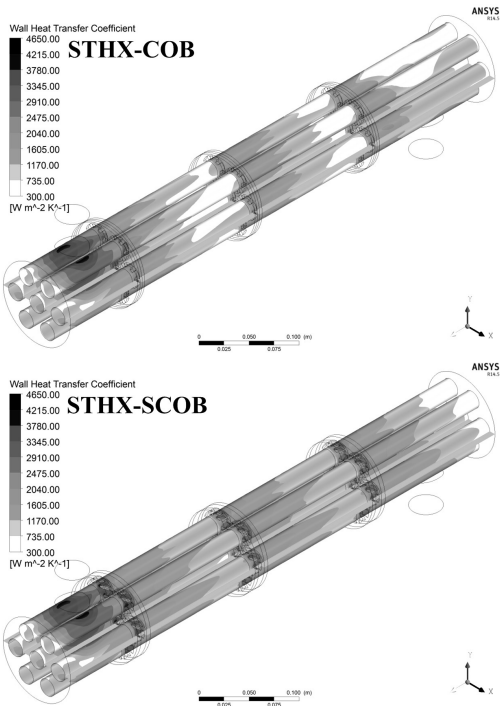 ANSYS
R14.5
Wall Heat Transfer Coefficient
STHX-COB
4650.00
4215.00
3780.00
3345.00
2910.00
2475.00
2040.00
1605.00
1170.00
735.00
300.00
[W m^-2 K^-1]
Y
X
0 0.050 0.100 (m)
0.025 0.075
ANSYS
R14.5
Wall Heat Transfer Coefficient
STHX-SCOB
4650.00
4215.00
3780.00
3345.00
2910.00
2475.00
2040.00
1605.00
1170.00
735.00
300.00
[W m^-2 K^-1]
Y
X
0 0.050 0.100 (m)
0.025 0.075